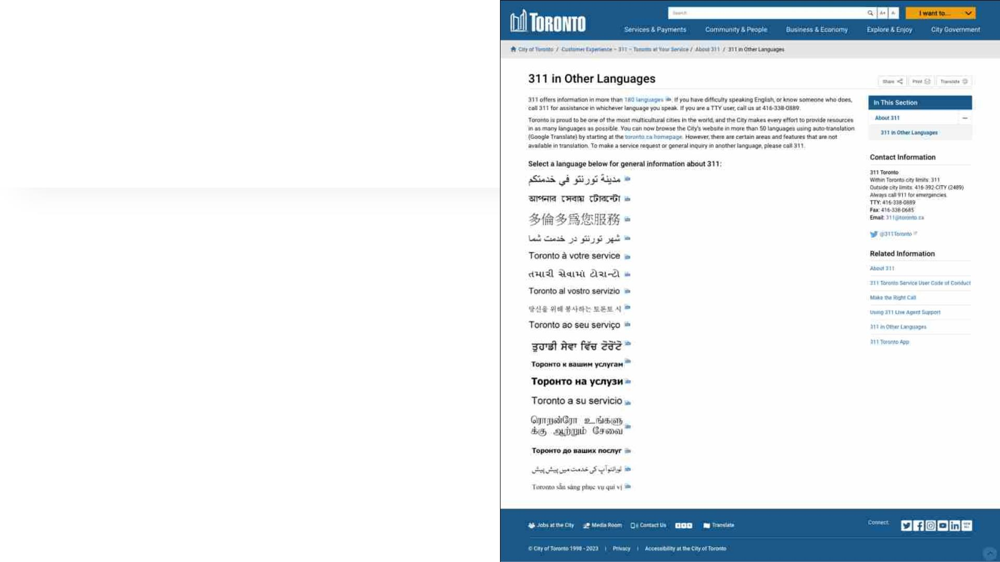 TORONTO
Search
A+
A-
I want to...
Services & Payments
Community & People
Business & Economy
Explore & Enjoy
City Government
City of Toronto / Customer Experience – 311 – Toronto at Your Service / About 311 / 311 in Other Languages
311 in Other Languages
Share
Print
Translate
311 offers information in more than 180 languages. If you have difficulty speaking English, or know someone who does,
call 311 for assistance in whichever language you speak. If you are a TTY user, call us at 416-338-0889.
Toronto is proud to be one of the most multicultural cities in the world, and the City makes every effort to provide resources
in as many languages as possible. You can now browse the City's website in more than 50 languages using auto-translation
(Google Translate) by starting at the toronto.ca homepage. However, there are certain areas and features that are not
available in translation. To make a service request or general inquiry in another language, please call 311.
Select a language below for general information about 311:
مدينة تورنتو في خدمتكم
আপনার সেবায় টোরন্টো
多倫多爲您服務
شهر تورنتو در خدمت شما
Toronto à votre service
તમારી સેવામાં ટોરાન્ટો
Toronto al vostro servizio
당신을 위해 봉사하는 토론토 시
Toronto ao seu serviço
ਤੁਹਾਡੀ ਸੇਵਾ ਵਿੱਚ ਟੋਰੋਂਟੋ
Торонто к вашим услугам
Торонто на услузи
Toronto a su servicio
ரொறன்ரோ உங்களு
க்கு ஆற்றும் சேவை
Торонто до ваших послуг
ٹورانٹو آپ کی خدمت میں پیش پیش
Toronto sẵn sàng phục vụ quí vị
In This Section
About 311
311 in Other Languages
Contact Information
311 Toronto
Within Toronto city limits: 311
Outside city limits: 416-392-CITY (2489)
Always call 911 for emergencies.
TTY: 416-338-0889
Fax: 416-338-0685
Email: 311@toronto.ca
@311Toronto
Related Information
About 311
311 Toronto Service User Code of Conduct
Make the Right Call
Using 311 Live Agent Support
311 in Other Languages
311 Toronto App
Jobs at the City
Media Room
Contact Us
311
Translate
Connect:
VIEW ALL
© City of Toronto 1998 - 2023 | Privacy | Accessibility at the City of Toronto